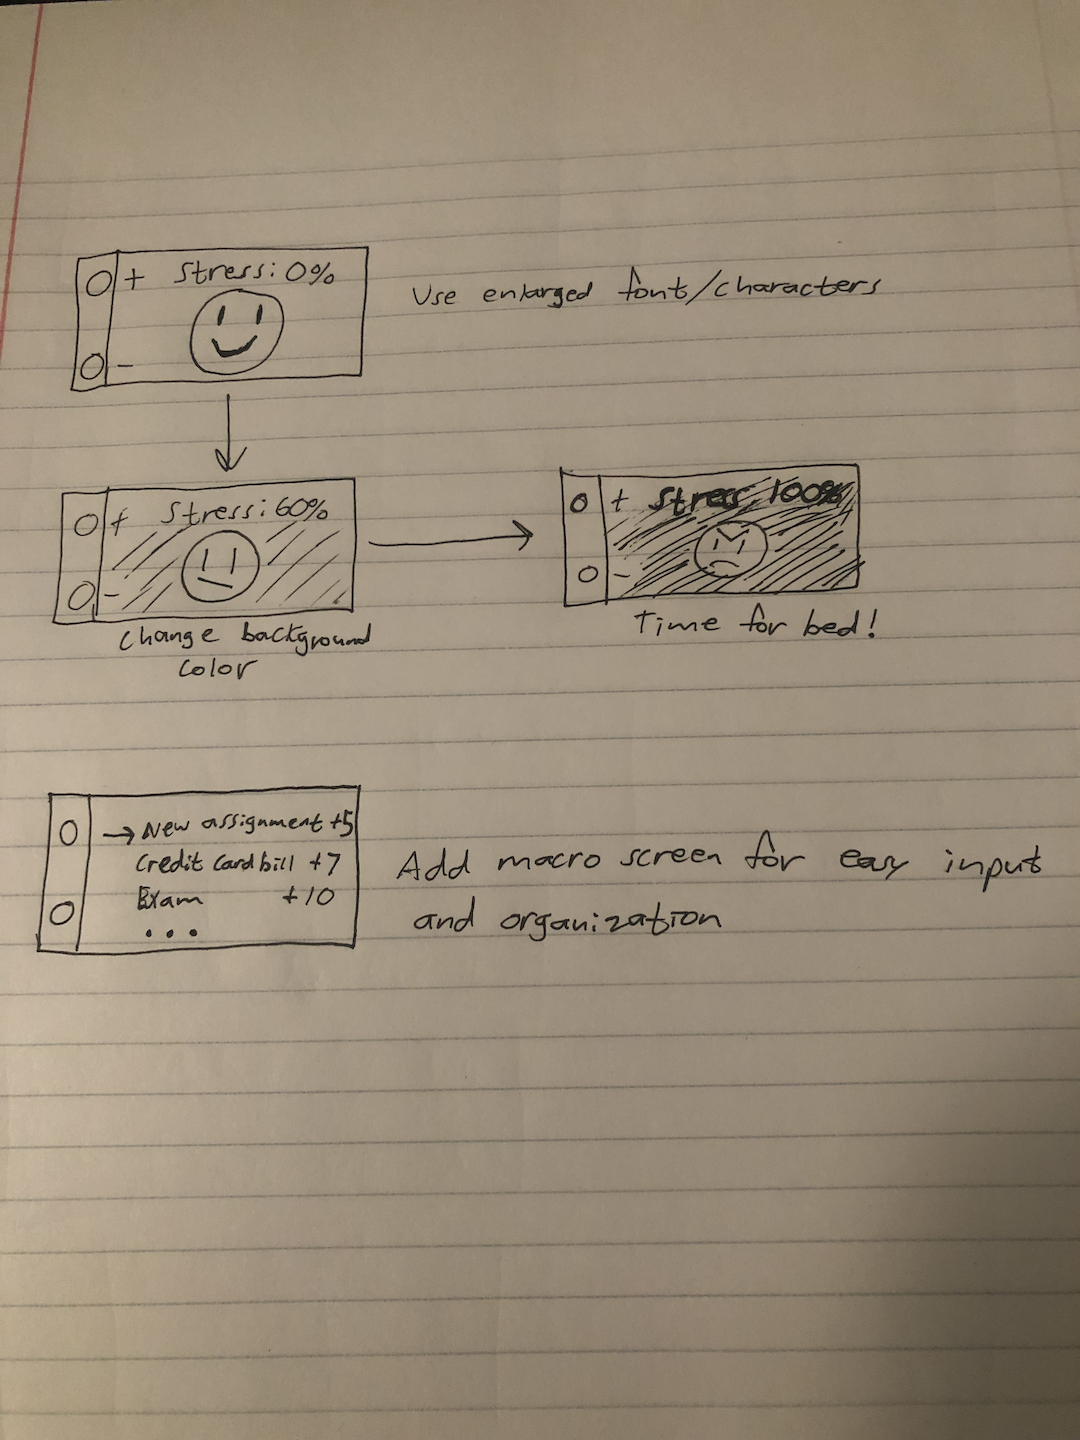 + Stress: 0%
-
Use enlarged font/characters
+ Stress: 60%
-
Change background
color
+ Stress 100%
-
Time for bed!
→ New assignment +5
Credit card bill +7
Exam +10
...
Add macro screen for easy input
and organization